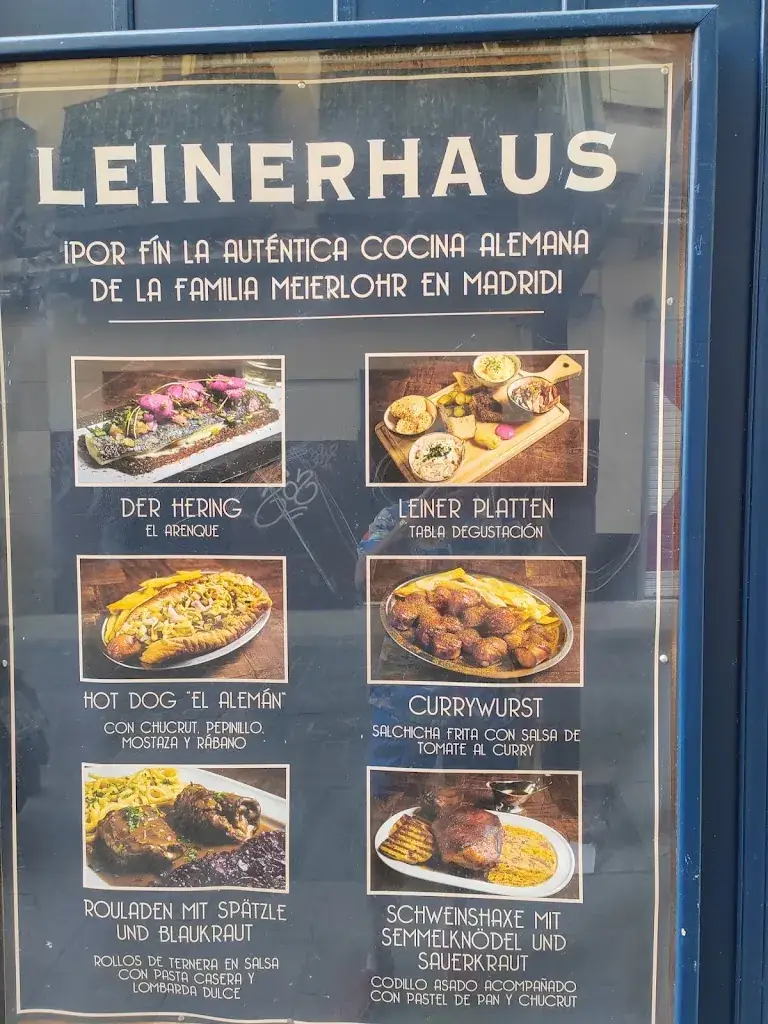 LEINERHAUS
¡POR FÍN LA AUTÉNTICA COCINA ALEMANA
DE LA FAMILIA MEIERLOHR EN MADRID!
DER HERING
EL ARENQUE
LEINER PLATTEN
TABLA DEGUSTACIÓN
HOT DOG "EL ALEMÁN"
CON CHUCRUT, PEPINILLO,
MOSTAZA Y RÁBANO
CURRYWURST
SALCHICHA FRITA CON SALSA DE
TOMATE AL CURRY
ROULADEN MIT SPÄTZLE
UND BLAUKRAUT
ROLLOS DE TERNERA EN SALSA
CON PASTA CASERA Y
LOMBARDA DULCE
SCHWEINSHAXE MIT
SEMMELKNÖDEL UND
SAUERKRAUT
CODILLO ASADO ACOMPAÑADO
CON PASTEL DE PAN Y CHUCRUT